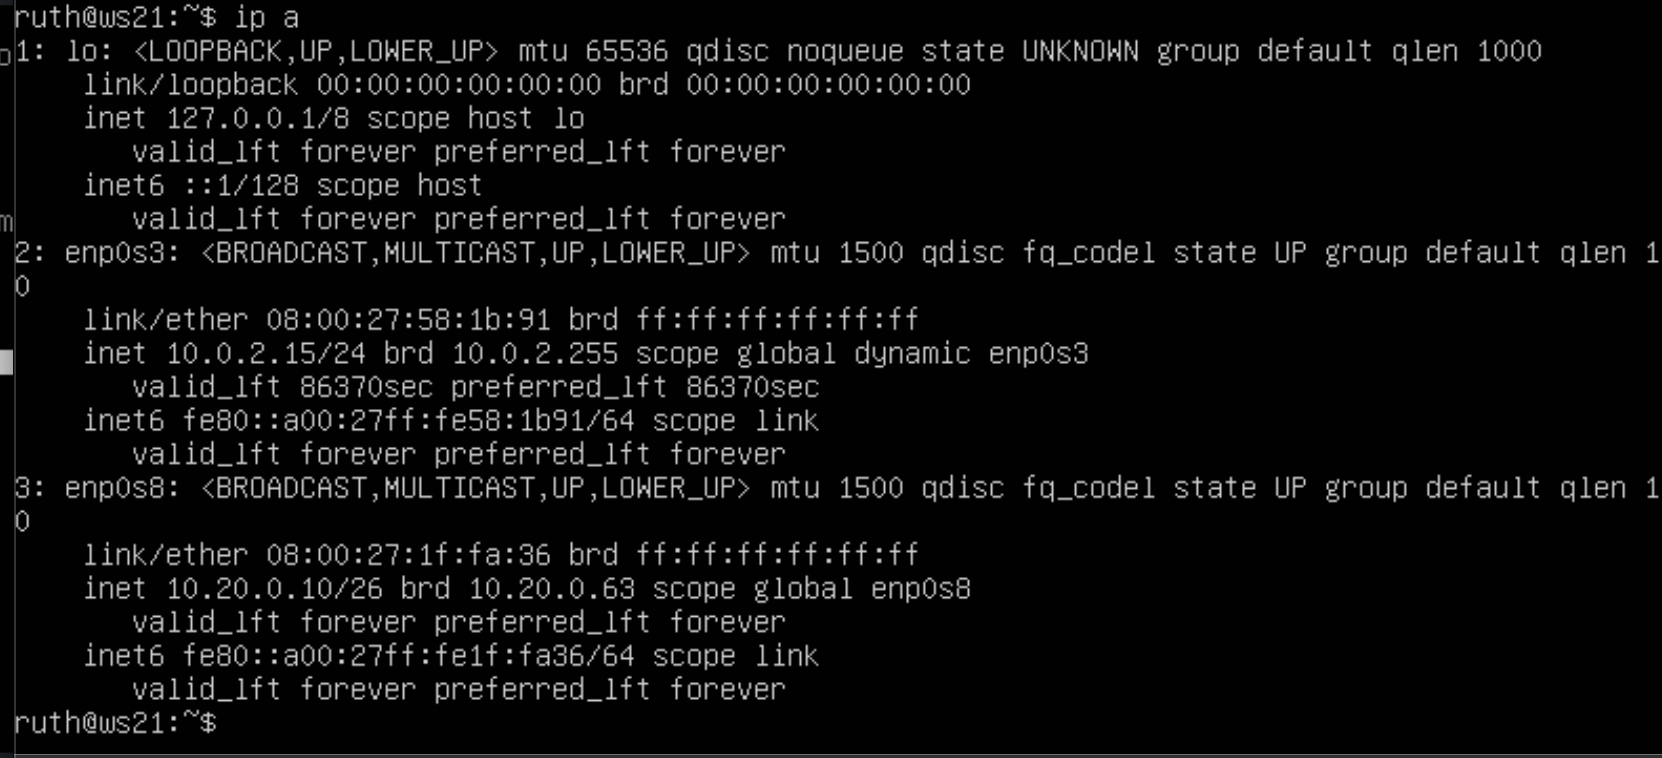 ruth@ws21:~$ ip a
1: lo: <LOOPBACK,UP,LOWER_UP> mtu 65536 qdisc noqueue state UNKNOWN group default qlen 1000
    link/loopback 00:00:00:00:00:00 brd 00:00:00:00:00:00
    inet 127.0.0.1/8 scope host lo
       valid_lft forever preferred_lft forever
    inet6 ::1/128 scope host
       valid_lft forever preferred_lft forever
2: enp0s3: <BROADCAST,MULTICAST,UP,LOWER_UP> mtu 1500 qdisc fq_codel state UP group default qlen 1
0
    link/ether 08:00:27:58:1b:91 brd ff:ff:ff:ff:ff:ff
    inet 10.0.2.15/24 brd 10.0.2.255 scope global dynamic enp0s3
       valid_lft 86370sec preferred_lft 86370sec
    inet6 fe80::a00:27ff:fe58:1b91/64 scope link
       valid_lft forever preferred_lft forever
3: enp0s8: <BROADCAST,MULTICAST,UP,LOWER_UP> mtu 1500 qdisc fq_codel state UP group default qlen 1
0
    link/ether 08:00:27:1f:fa:36 brd ff:ff:ff:ff:ff:ff
    inet 10.20.0.10/26 brd 10.20.0.63 scope global enp0s8
       valid_lft forever preferred_lft forever
    inet6 fe80::a00:27ff:fe1f:fa36/64 scope link
       valid_lft forever preferred_lft forever
ruth@ws21:~$